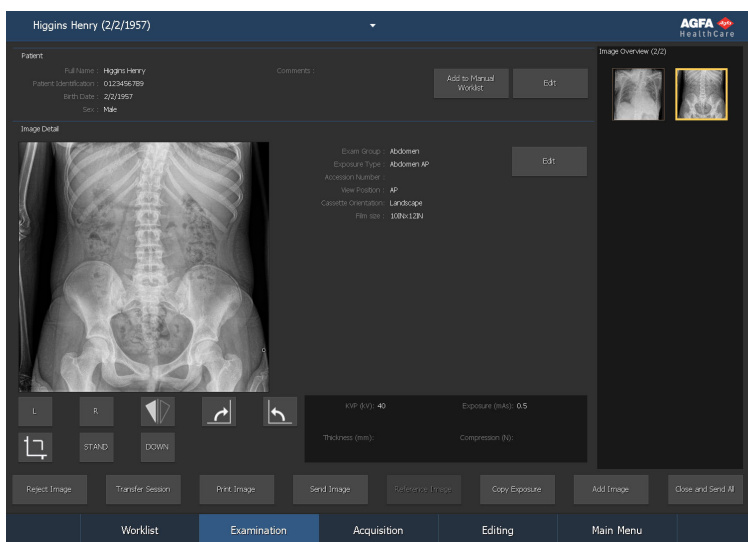 Higgins Henry (2/2/1957)
AGFA
HealthCare
Patient
Full Name : Higgins Henry
Patient Identification : 0123456789
Birth Date : 2/2/1957
Sex : Male
Comments :
Add to Manual
Worklist
Edit
Image Overview (2/2)
Image Detail
Exam Group : Abdomen
Exposure Type : Abdomen AP
Accession Number :
View Position : AP
Cassette Orientation: Landscape
Film size : 10INx12IN
Edit
L
R
STAND
DOWN
KVP (kV): 40
Exposure (mAs): 0.5
Thickness (mm):
Compression (N):
Reject Image
Transfer Session
Print Image
Send Image
Reference Image
Copy Exposure
Add Image
Close and Send All
Worklist
Examination
Acquisition
Editing
Main Menu